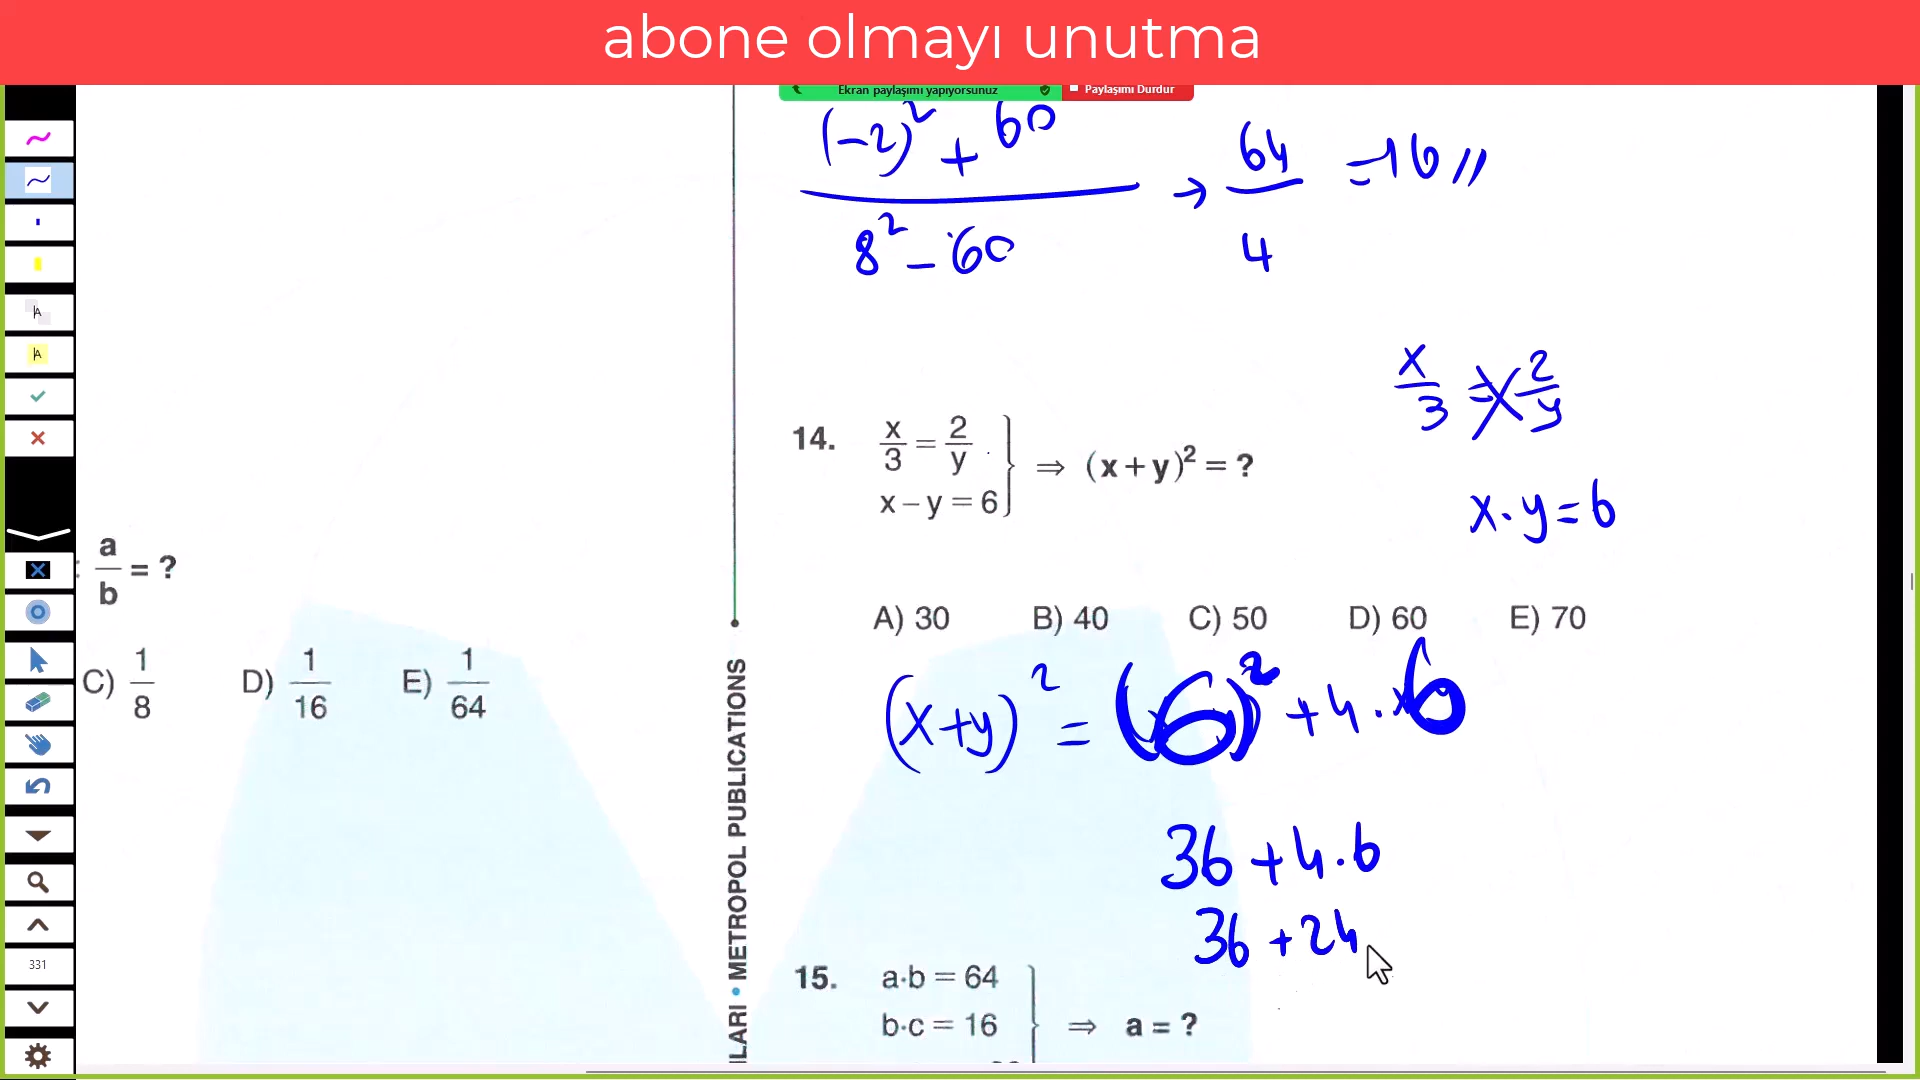 abone olmayı unutma
Ekran paylaşımı yapıyorsunuz
Paylaşımı Durdur
(-2)² + 60
8² - 60
→ 64
4
= 16 //
x/3 = 2/y
x · y = 6
14. x/3 = 2/y
x – y = 6
⇒ (x + y)² = ?
A) 30 B) 40 C) 50 D) 60 E) 70
(x+y)² = (6)² + 4 . 6
36 + 4 . 6
36 + 24
15. a·b = 64
b·c = 16
⇒ a = ?
a/b = ?
C) 1/8 D) 1/16 E) 1/64
ILARI • METROPOL PUBLICATIONS
A
A
331